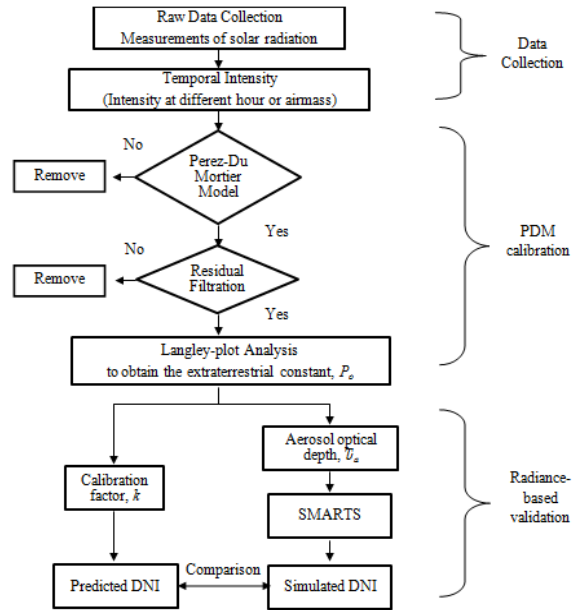 Raw Data Collection
Measurements of solar radiation
Data
Collection
Temporal Intensity
(Intensity at different hour or airmass)
No
Perez-Du
Mortier
Model
Remove
Yes
PDM
calibration
No
Residual
Filtration
Remove
Yes
Langley-plot Analysis
to obtain the extraterrestrial constant, Pₒ
Aerosol optical
depth, Ʊₐ
Calibration
factor, k
Radiance-
based
validation
SMARTS
Comparison
Predicted DNI
Simulated DNI